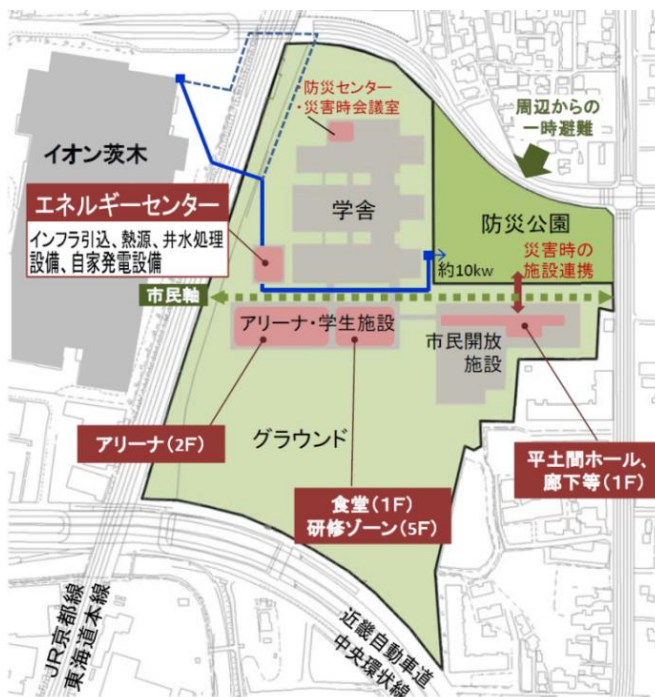 防災センター
・災害時会議室
周辺からの
一時避難
イオン茨木
エネルギーセンター
インフラ引込、熱源、井水処理
設備、自家発電設備
学舎
防災公園
約10kw
災害時の
施設連携
市民軸
アリーナ・学生施設
市民開放
施設
アリーナ(2F)
グラウンド
平土間ホール、
廊下等(1F)
食堂(1F)
研修ゾーン(5F)
JR京都線
東海道本線
近畿自動車道
中央環状線